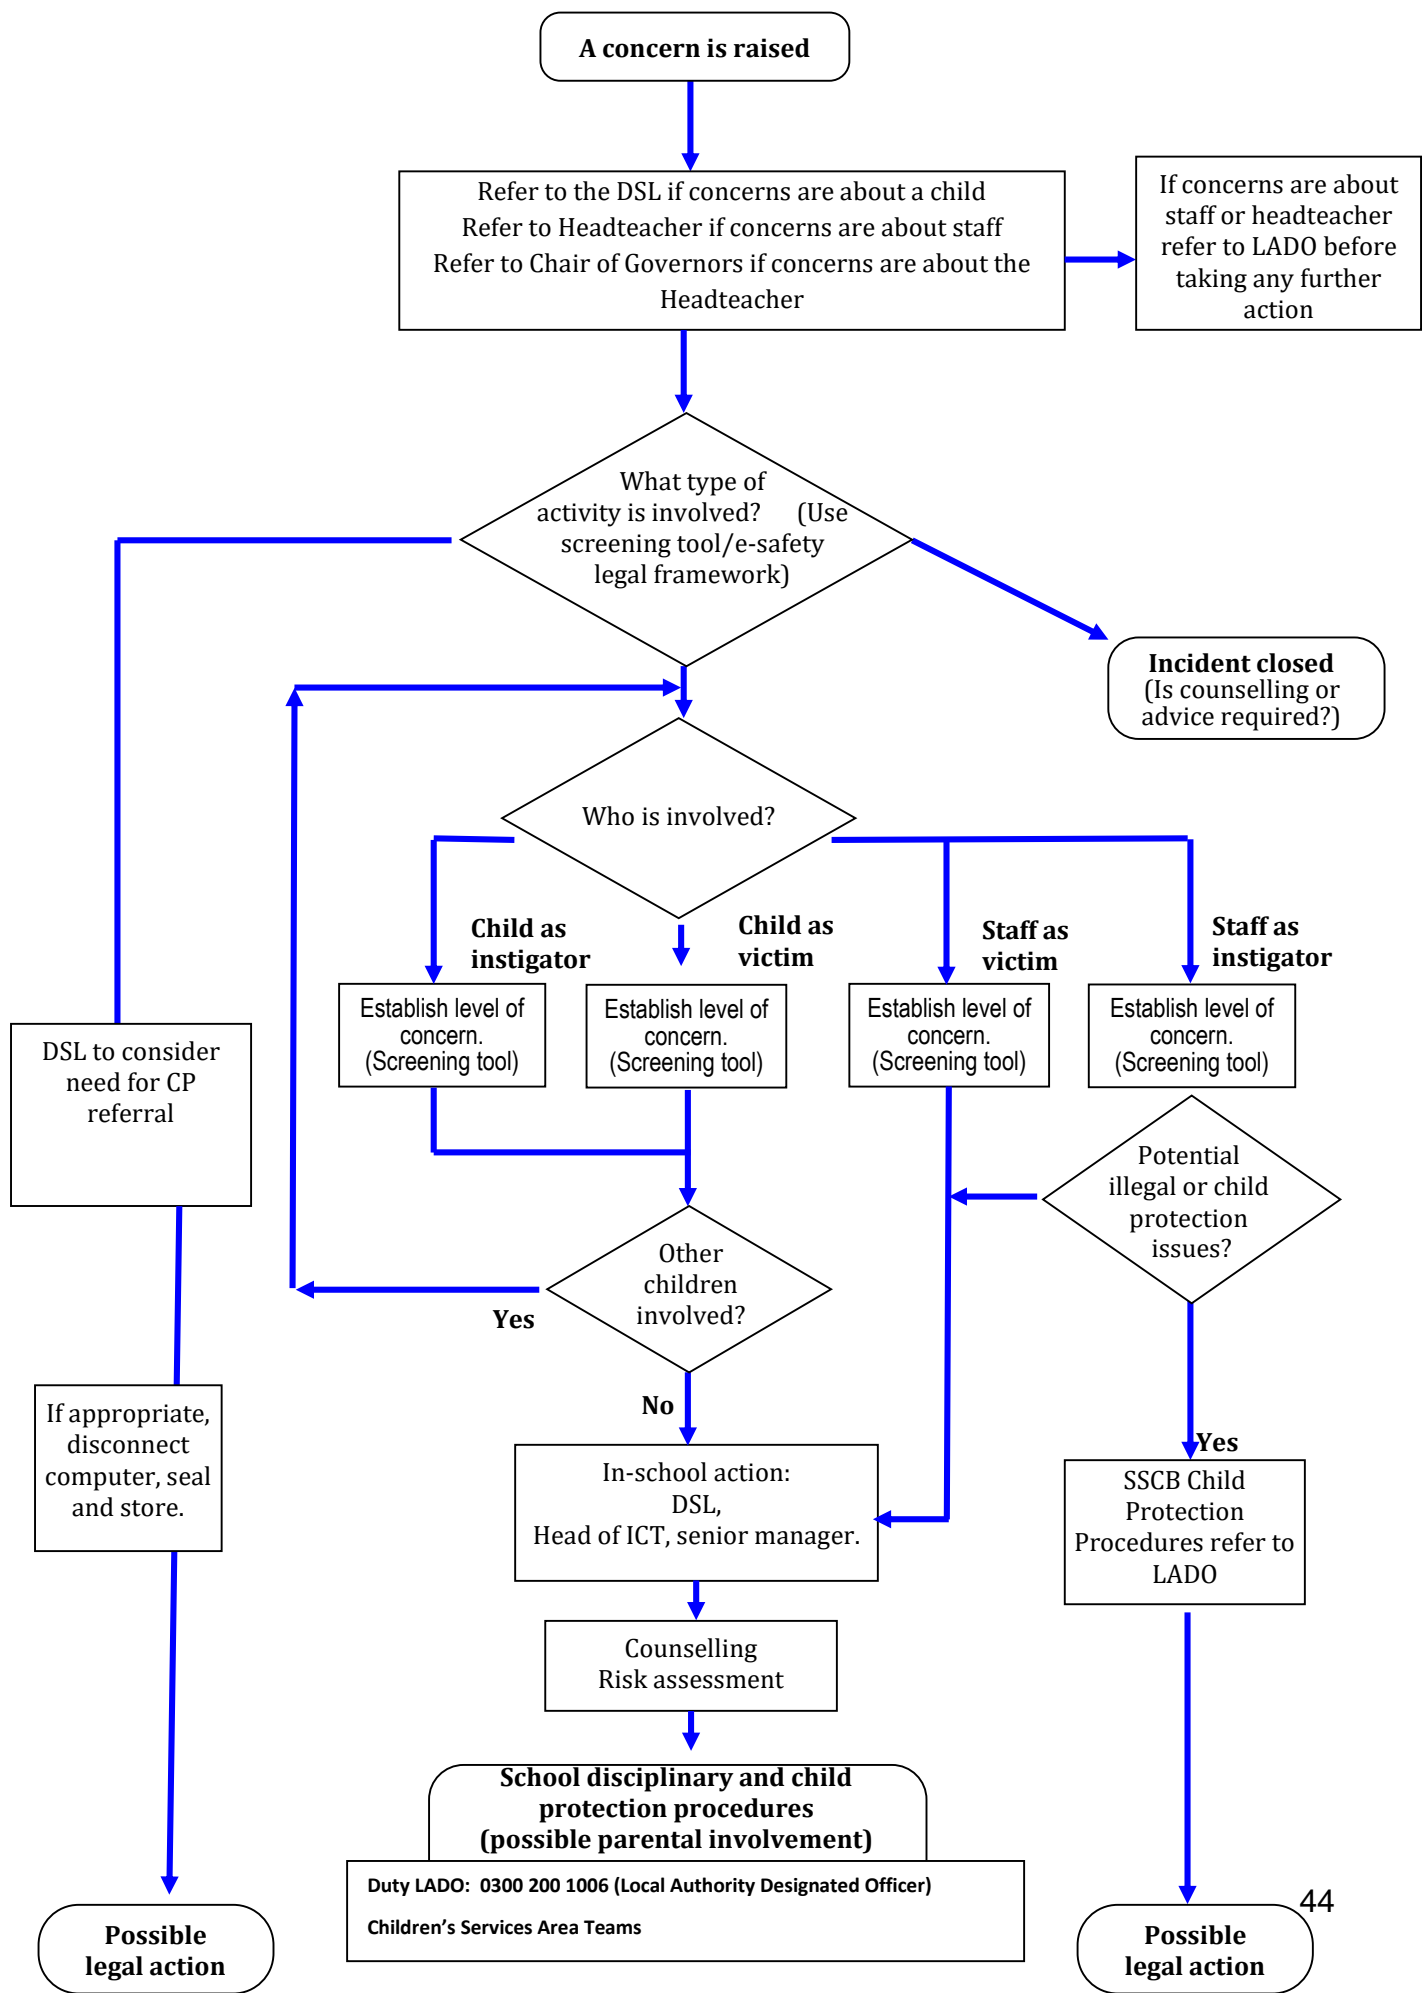 A concern is raised
Refer to the DSL if concerns are about a child
Refer to Headteacher if concerns are about staff
Refer to Chair of Governors if concerns are about the
Headteacher
If concerns are about
staff or headteacher
refer to LADO before
taking any further
action
What type of
activity is involved? (Use
screening tool/e-safety
legal framework)
Incident closed
(Is counselling or
advice required?)
Who is involved?
Child as
instigator
Child as
victim
Staff as
victim
Staff as
instigator
Establish level of
concern.
(Screening tool)
Establish level of
concern.
(Screening tool)
Establish level of
concern.
(Screening tool)
Establish level of
concern.
(Screening tool)
DSL to consider
need for CP
referral
Potential
illegal or child
protection
issues?
Other
children
involved?
Yes
No
Yes
If appropriate,
disconnect
computer, seal
and store.
In-school action:
DSL,
Head of ICT, senior manager.
SSCB Child
Protection
Procedures refer to
LADO
Counselling
Risk assessment
School disciplinary and child
protection procedures
(possible parental involvement)
Duty LADO: 0300 200 1006 (Local Authority Designated Officer)
Children's Services Area Teams
Possible
legal action
Possible
legal action
44